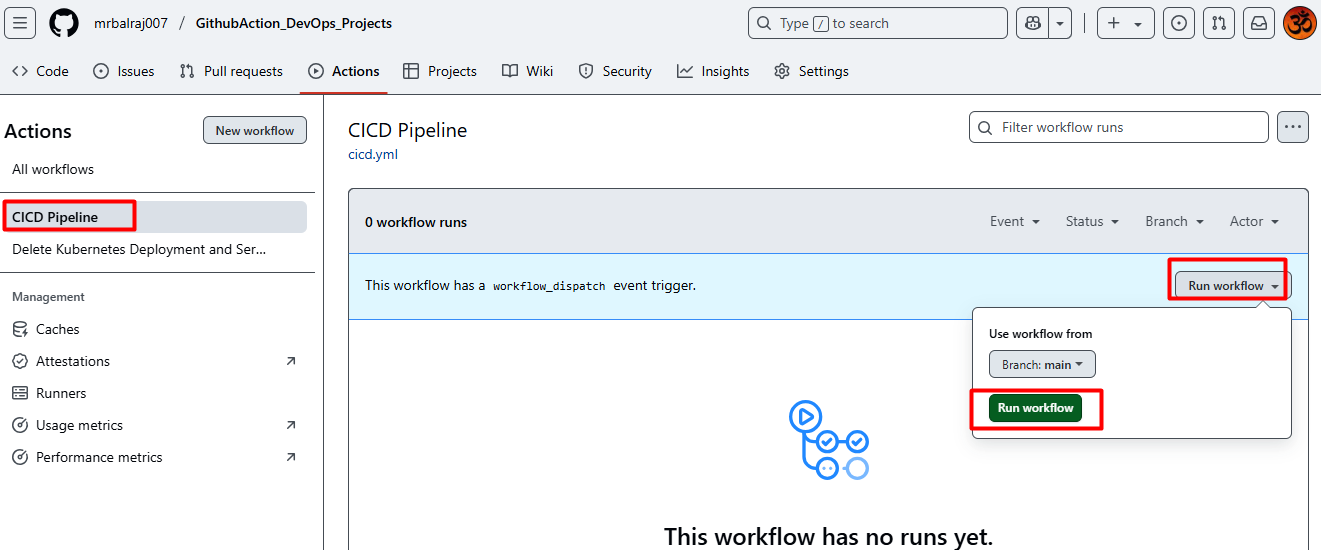 mrbalraj007 / GithubAction_DevOps_Projects
Type / to search
Code
Issues
Pull requests
Actions
Projects
Wiki
Security
Insights
Settings
Actions
New workflow
All workflows
CICD Pipeline
Delete Kubernetes Deployment and Ser...
Management
Caches
Attestations
Runners
Usage metrics
Performance metrics
CICD Pipeline
cicd.yml
Filter workflow runs
0 workflow runs
Event
Status
Branch
Actor
This workflow has a workflow_dispatch event trigger.
Run workflow
Use workflow from
Branch: main
Run workflow
This workflow has no runs yet.